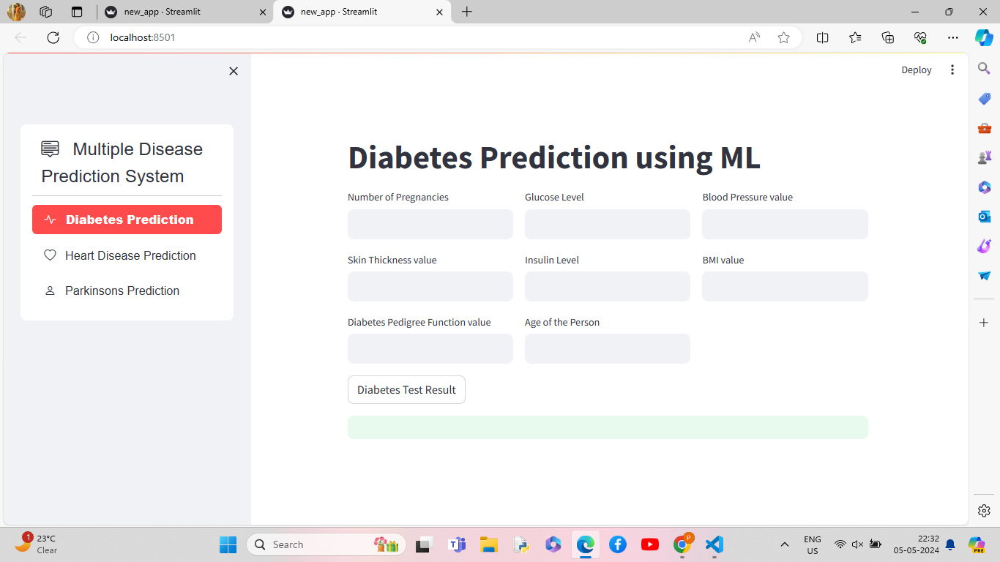 new_app · Streamlit
new_app · Streamlit
localhost:8501
Deploy
Multiple Disease
Prediction System
Diabetes Prediction
Heart Disease Prediction
Parkinsons Prediction
Diabetes Prediction using ML
Number of Pregnancies
Glucose Level
Blood Pressure value
Skin Thickness value
Insulin Level
BMI value
Diabetes Pedigree Function value
Age of the Person
Diabetes Test Result
1
23°C
Clear
Search
P
ENG
US
22:32
05-05-2024
PRE